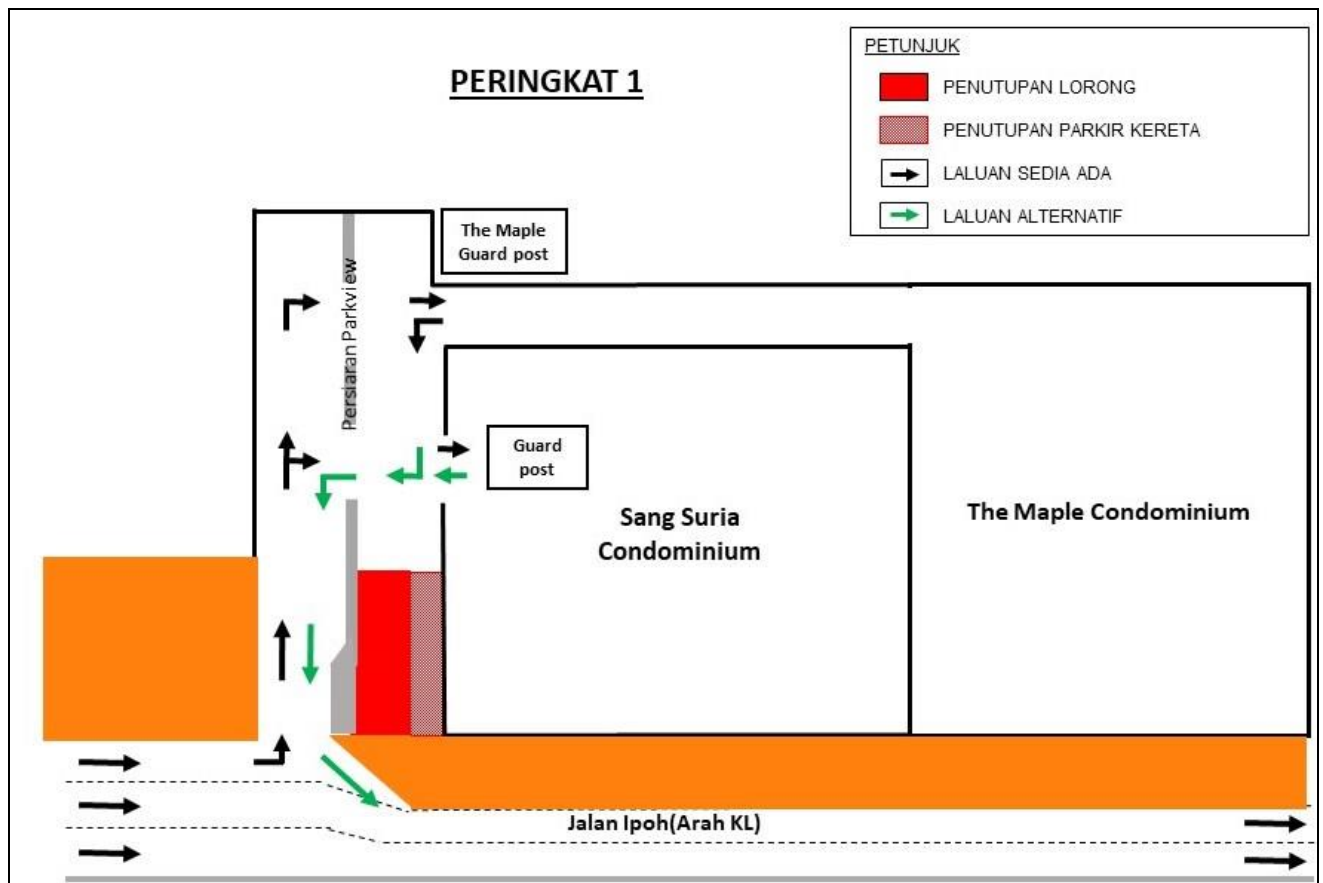 PERINGKAT 1
PETUNJUK
PENUTUPAN LORONG
PENUTUPAN PARKIR KERETA
LALUAN SEDIA ADA
LALUAN ALTERNATIF
The Maple
Guard post
Persiaran Parkview
Guard
post
Sang Suria
Condominium
The Maple Condominium
Jalan Ipoh(Arah KL)